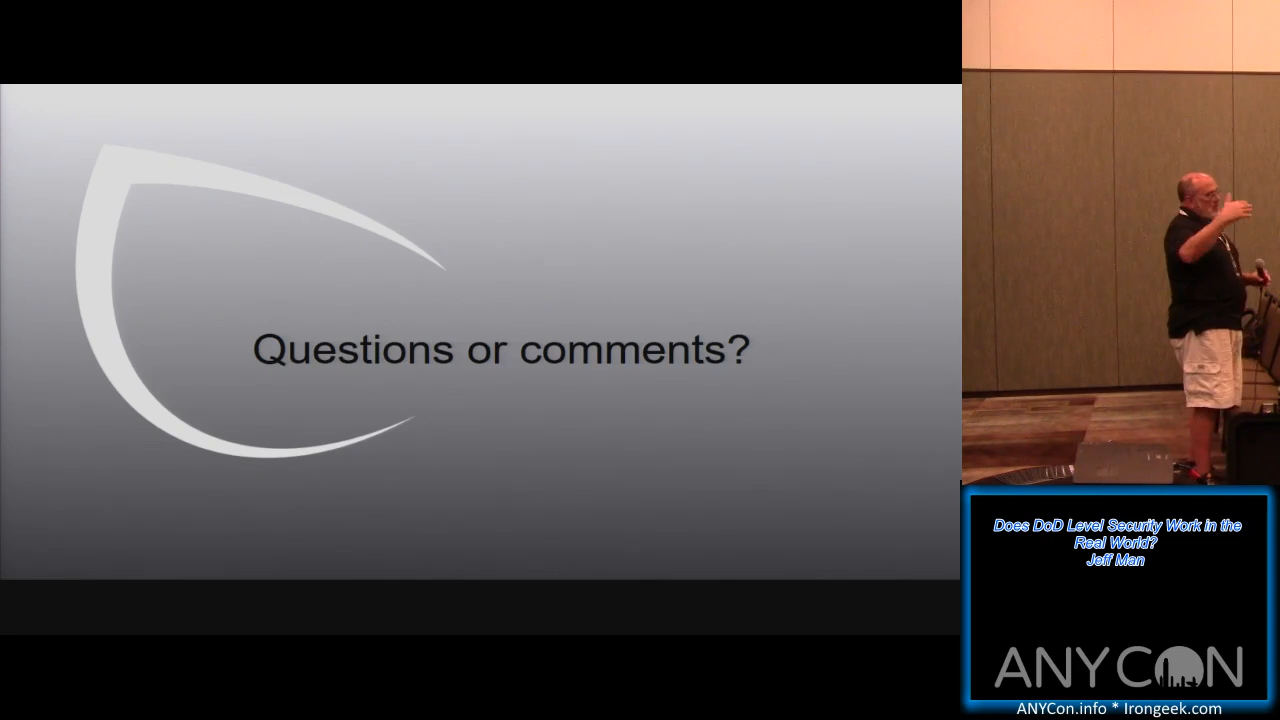 Questions or comments?
Does DoD Level Security Work in the
Real World?
Jeff Man
ANYCON
ANYCon.info * Irongeek.com